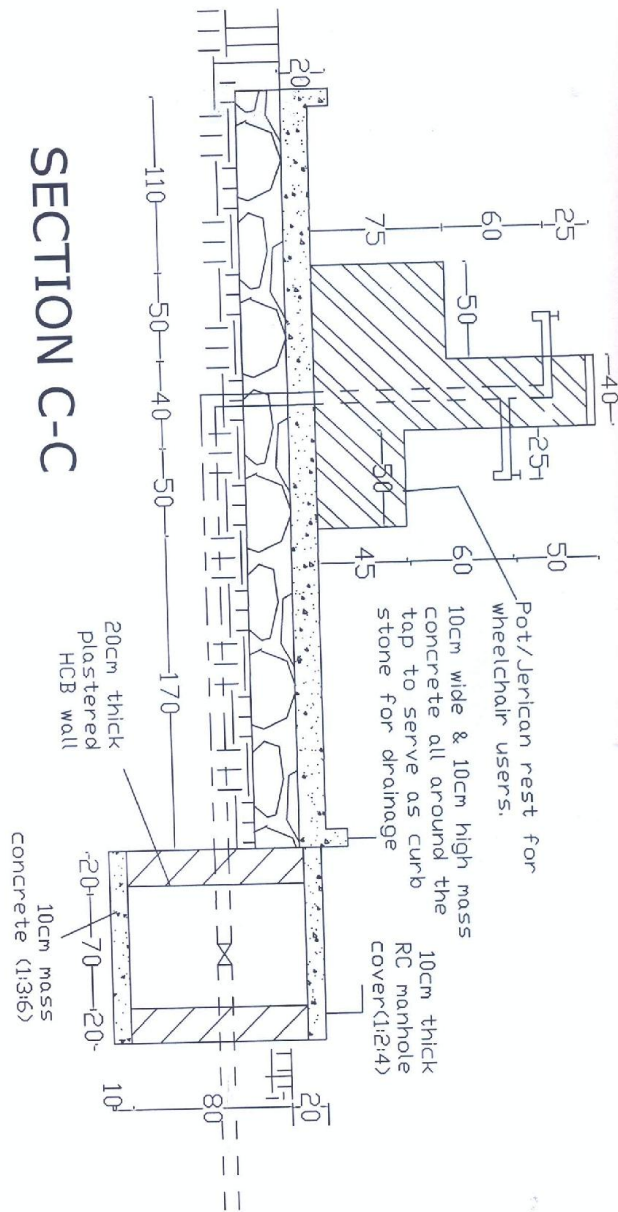 40
25
60
75
50
25
50
50
60
45
20
Pot/Jerican rest for
wheelchair users.
10cm wide & 10cm high mass
concrete all around the
tap to serve as curb
stone for drainage
10cm thick
RC manhole
cover(1:2:4)
20
80
10
110
50
40
50
170
20
70
20
20cm thick
plastered
HCB wall
10cm mass
concrete (1:3:6)
SECTION C-C